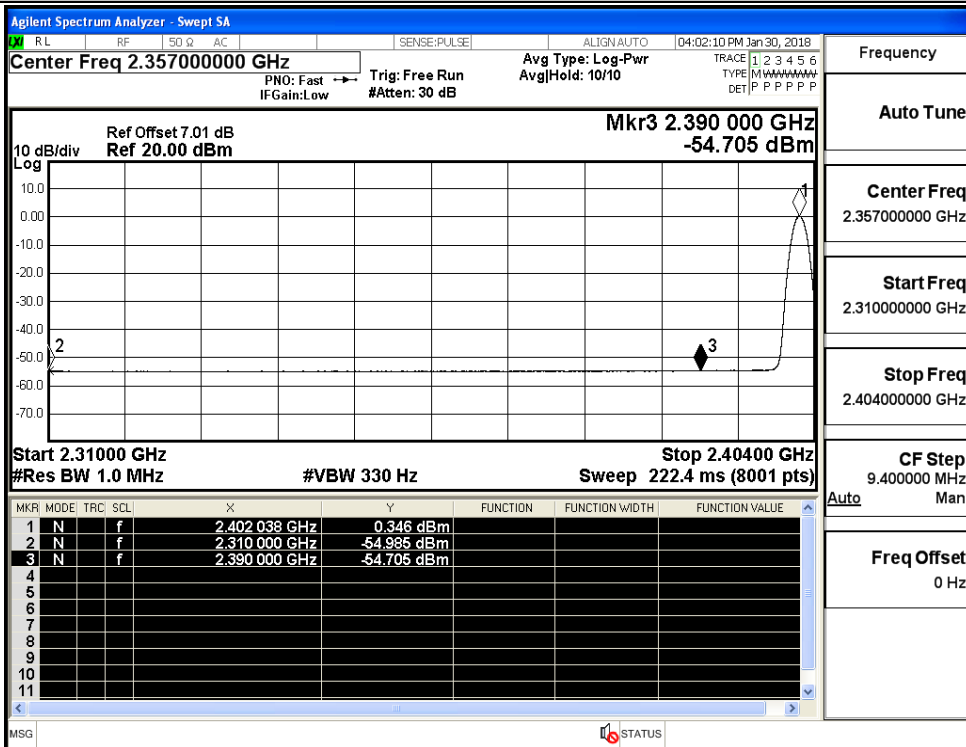 Agilent Spectrum Analyzer - Swept SA
LXI RL RF 50 Ω AC SENSE:PULSE ALIGN AUTO 04:02:10 PM Jan 30, 2018
Center Freq 2.357000000 GHz
PNO: Fast
IFGain:Low
Trig: Free Run
#Atten: 30 dB
Avg Type: Log-Pwr
Avg|Hold: 10/10
TRACE 1 2 3 4 5 6
TYPE M W W W W W
DET P P P P P P
Ref Offset 7.01 dB
10 dB/div Ref 20.00 dBm
Log
Mkr3 2.390 000 GHz
-54.705 dBm
10.0
0.00
-10.0
-20.0
-30.0
-40.0
-50.0
-60.0
-70.0
1
2
3
Start 2.31000 GHz Stop 2.40400 GHz
#Res BW 1.0 MHz #VBW 330 Hz Sweep 222.4 ms (8001 pts)
MKR MODE TRC SCL X Y FUNCTION FUNCTION WIDTH FUNCTION VALUE
1 N f 2.402 038 GHz 0.346 dBm
2 N f 2.310 000 GHz -54.985 dBm
3 N f 2.390 000 GHz -54.705 dBm
4
5
6
7
8
9
10
11
MSG STATUS
Frequency
Auto Tune
Center Freq
2.357000000 GHz
Start Freq
2.310000000 GHz
Stop Freq
2.404000000 GHz
CF Step
9.400000 MHz
Auto Man
Freq Offset
0 Hz